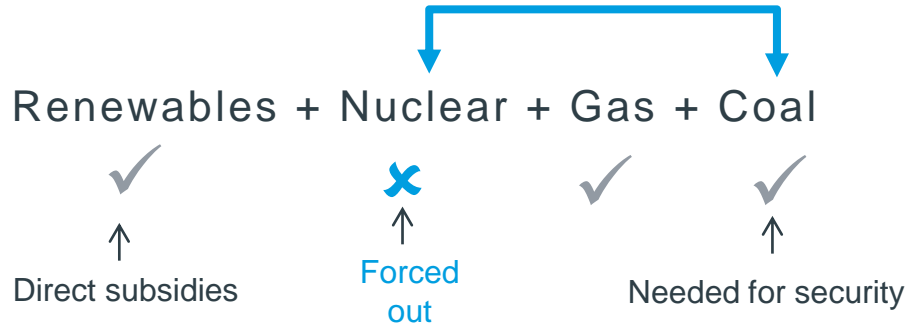 Renewables + Nuclear + Gas + Coal
Direct subsidies
Forced
out
Needed for security